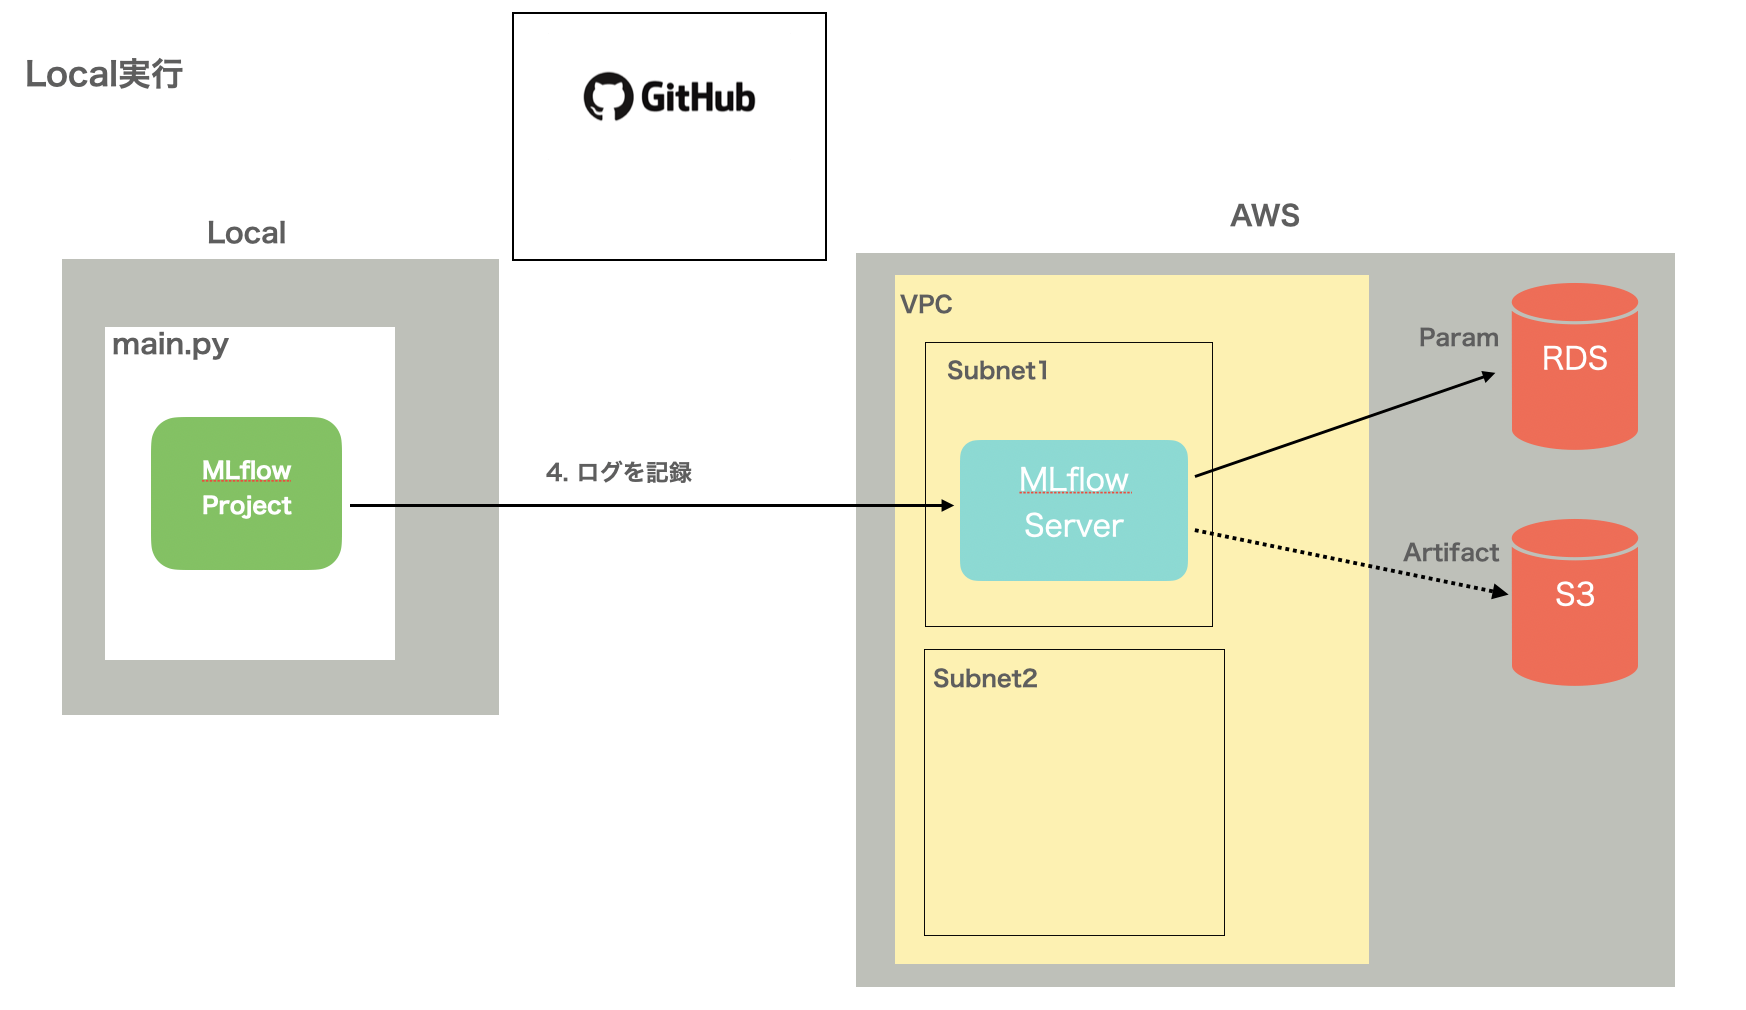 Local実行
GitHub
Local
AWS
main.py
MLflow
Project
4. ログを記録
VPC
Subnet1
MLflow
Server
Subnet2
Param
RDS
Artifact
S3